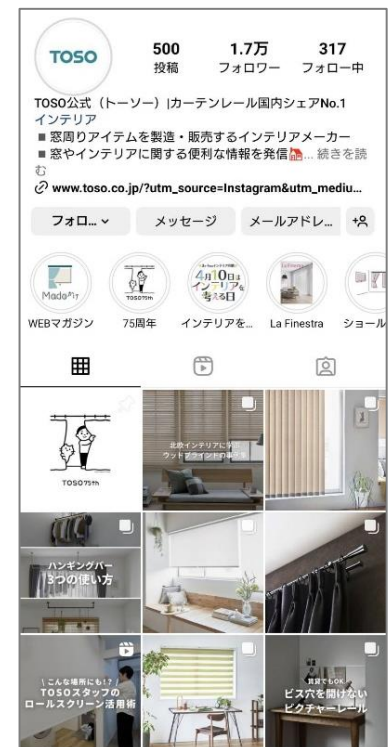 TOSO
500
1.7万
317
投稿
フォロワー
フォロー中
TOSO公式（トーソー）|カーテンレール国内シェアNo.1
インテリア
■ 窓周りアイテムを製造・販売するインテリアメーカー
■ 窓やインテリアに関する便利な情報を発信🏠... 続きを読
む
www.toso.co.jp/?utm_source=Instagram&utm_mediu...
フォロ...
メッセージ
メールアドレ...
Mado
TOSO75th
4月10日は
インテリアを
考える日
La Finestra
WEBマガジン
75周年
インテリアを...
La Finestra
ショール
TOSO75th
北欧インテリアに学ぶ
ハンギングバー
3つの使い方
\ こんな場所にも!? /
TOSOスタッフの
ロールスクリーン活用術
賃貸でもOK
ビス穴を開けない
ピクチャーレール